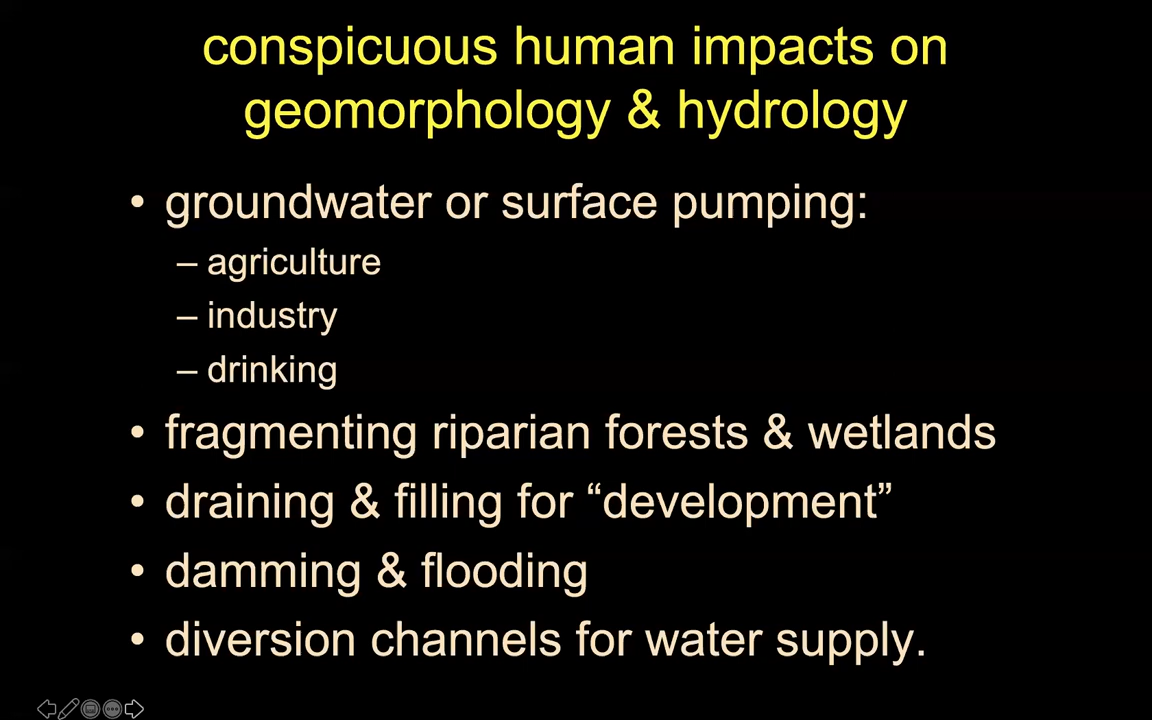 conspicuous human impacts on
geomorphology & hydrology
• groundwater or surface pumping:
– agriculture
– industry
– drinking
• fragmenting riparian forests & wetlands
• draining & filling for “development”
• damming & flooding
• diversion channels for water supply.